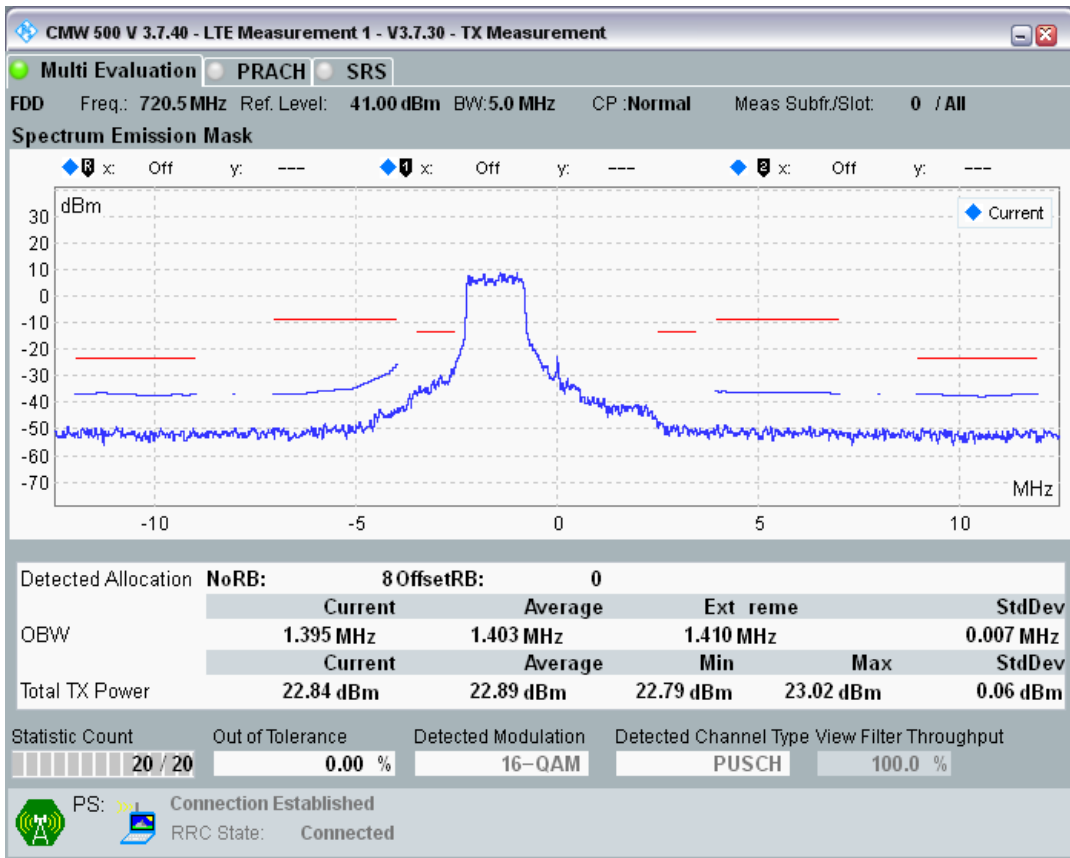 CMW 500 V 3.7.40 - LTE Measurement 1 - V3.7.30 - TX Measurement
Multi Evaluation PRACH SRS
FDD Freq.: 720.5 MHz Ref. Level: 41.00 dBm BW:5.0 MHz CP :Normal Meas Subfr./Slot: 0 / All
Spectrum Emission Mask
R x: Off y: --- 1 x: Off y: --- 2 x: Off y: ---
dBm
Current
30
20
10
0
-10
-20
-30
-40
-50
-60
-70
MHz
-10 -5 0 5 10
Detected Allocation NoRB: 8 OffsetRB: 0
Current Average Ext reme StdDev
OBW 1.395 MHz 1.403 MHz 1.410 MHz 0.007 MHz
Current Average Min Max StdDev
Total TX Power 22.84 dBm 22.89 dBm 22.79 dBm 23.02 dBm 0.06 dBm
Statistic Count Out of Tolerance Detected Modulation Detected Channel Type View Filter Throughput
20 / 20 0.00 % 16-QAM PUSCH 100.0 %
PS: Connection Established
RRC State: Connected